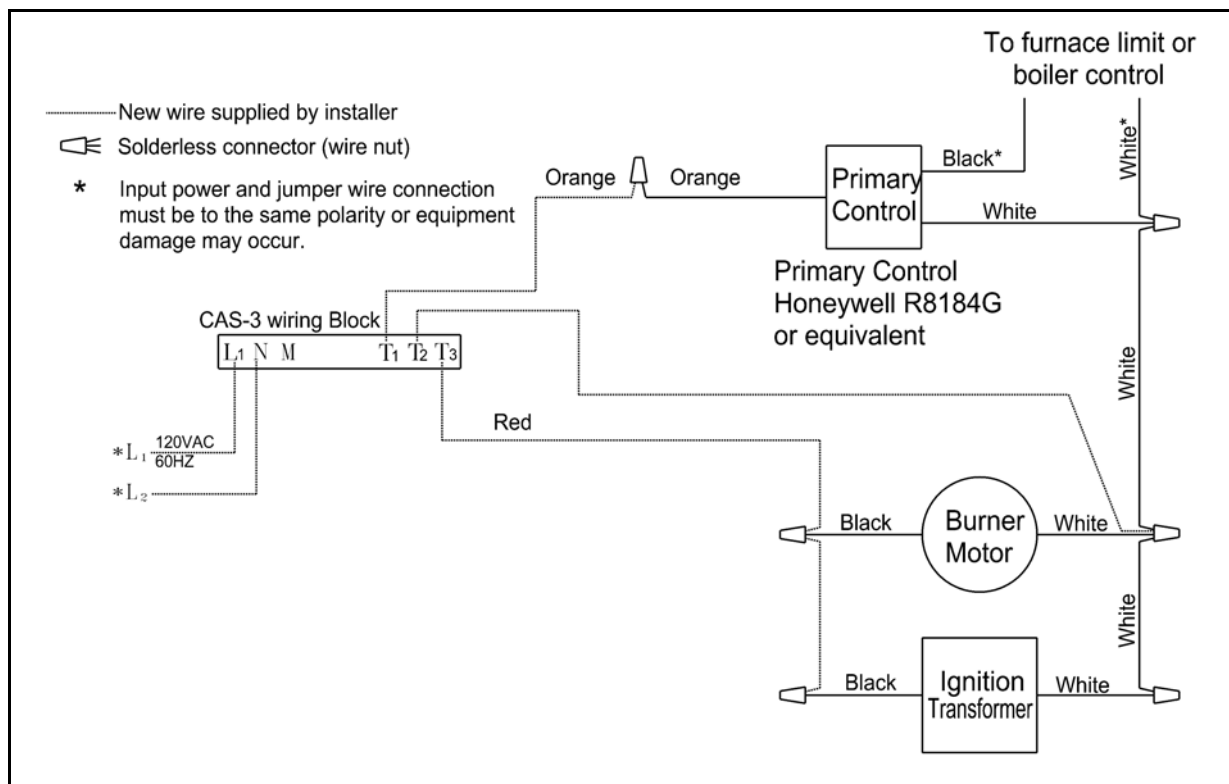 To furnace limit or
boiler control
New wire supplied by installer
Solderless connector (wire nut)
* Input power and jumper wire connection
must be to the same polarity or equipment
damage may occur.
Orange
Orange
Primary
Control
Black*
White*
White
Primary Control
Honeywell R8184G
or equivalent
CAS-3 wiring Block
L1 N M T1 T2 T3
White
Red
*L1 120VAC
60HZ
*L2
Black
Burner
Motor
White
White
Black
Ignition
Transformer
White